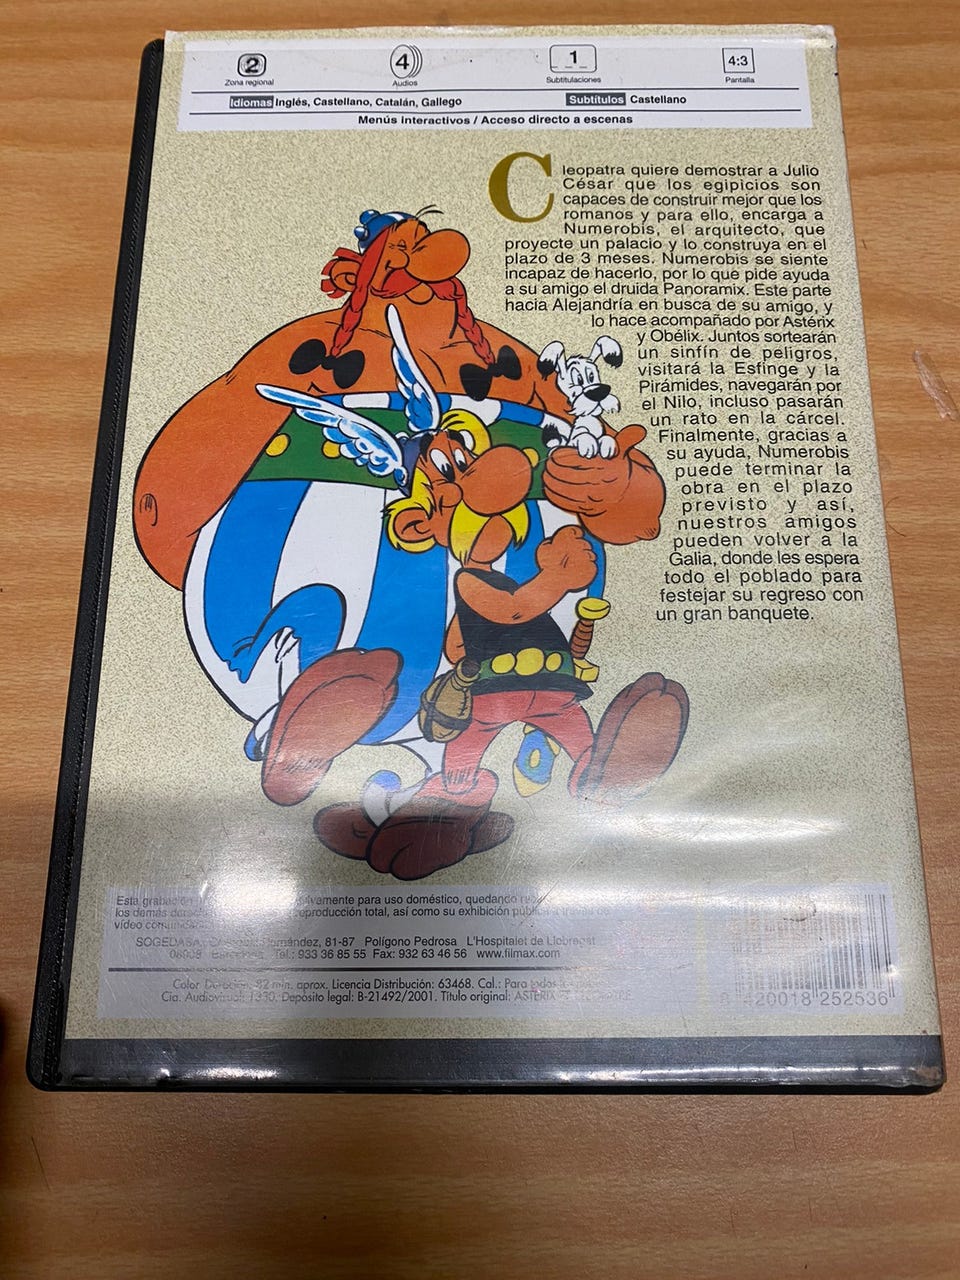 2
4
1
4:3
Zona regional
Audios
Subtitulaciones
Pantalla
Idiomas Inglés, Castellano, Catalán, Gallego
Subtítulos Castellano
Menús interactivos / Acceso directo a escenas
Cleopatra quiere demostrar a Julio
César que los egipicios son
capaces de construir mejor que los
romanos y para ello, encarga a
Numerobis, el arquitecto, que
proyecte un palacio y lo construya en el
plazo de 3 meses. Numerobis se siente
incapaz de hacerlo, por lo que pide ayuda
a su amigo el druida Panoramix. Este parte
hacia Alejandría en busca de su amigo, y
lo hace acompañado por Astérix
y Obélix. Juntos sortearán
un sinfín de peligros,
visitará la Esfinge y la
Pirámides, navegarán por
el Nilo, incluso pasarán
un rato en la cárcel.
Finalmente, gracias a
su ayuda, Numerobis
puede terminar la
obra en el plazo
previsto y así,
nuestros amigos
pueden volver a la
Galia, donde les espera
todo el poblado para
festejar su regreso con
un gran banquete.
Esta grabación para uso doméstico, quedando
los demás total, así como su exhibición pública a través de
vídeo
SOGEDASA, Hernández, 81-87 Polígono Pedrosa L'Hospitalet de Llobregat
08908 Barcelona Tel.: 933 36 85 55 Fax: 932 63 46 56 www.filmax.com
Color Duración: 82 min. aprox. Licencia Distribución: 63468. Cal.: Para todos
Cia. Audiovisual: 1330. Depósito legal: B-21492/2001. Título original: ASTERIX
8 420018 252536